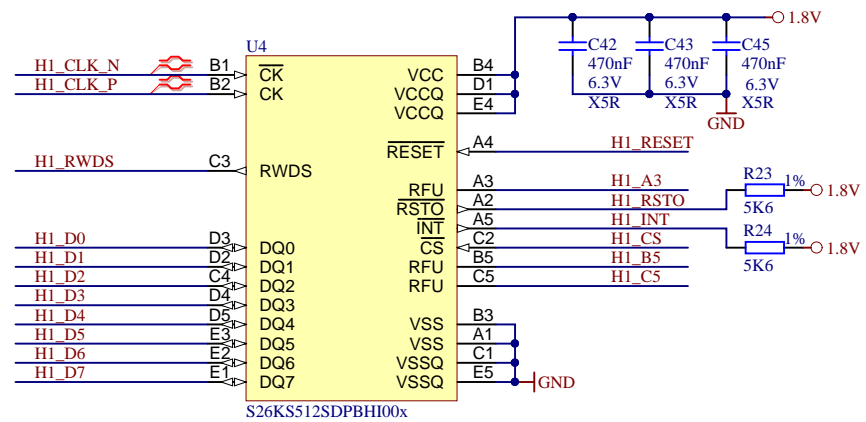 U4
1.8V
C42
470nF
6.3V
X5R
C43
470nF
6.3V
X5R
C45
470nF
6.3V
X5R
GND
H1_CLK_N B1 CK VCC B4
H1_CLK_P B2 CK VCCQ D1
VCCQ E4
RESET A4 H1_RESET
H1_RWDS C3 RWDS
RFU A3 H1_A3
RSTO A2 H1_RSTO
R23
1%
5K6
1.8V
INT A5 H1_INT
R24
1%
5K6
1.8V
H1_D0 D3 DQ0 CS C2 H1_CS
H1_D1 D2 DQ1 RFU B5 H1_B5
H1_D2 C4 DQ2 RFU C5 H1_C5
H1_D3 D4 DQ3
H1_D4 D5 DQ4 VSS B3
H1_D5 E3 DQ5 VSS A1
H1_D6 E2 DQ6 VSSQ C1
H1_D7 E1 DQ7 VSSQ E5 GND
S26KS512SDPBHI00x